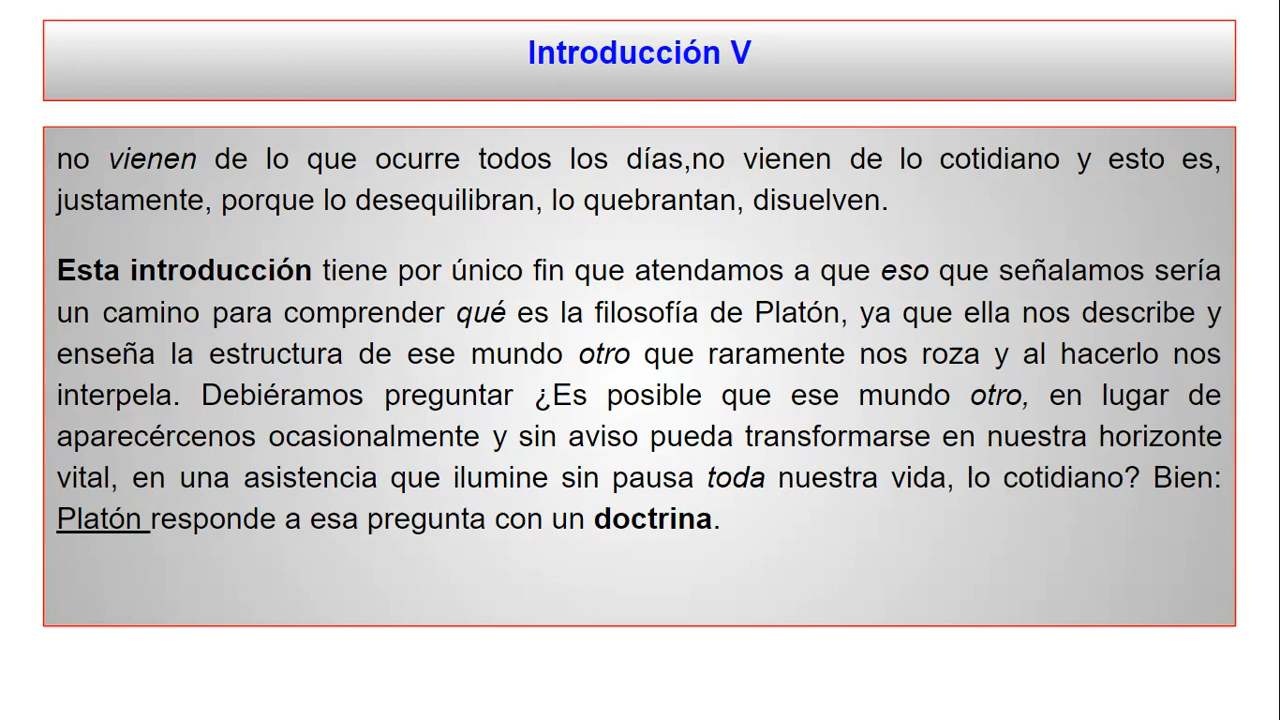 Introducción V
no vienen de lo que ocurre todos los días,no vienen de lo cotidiano y esto es,
justamente, porque lo desequilibran, lo quebrantan, disuelven.
Esta introducción tiene por único fin que atendamos a que eso que señalamos sería
un camino para comprender qué es la filosofía de Platón, ya que ella nos describe y
enseña la estructura de ese mundo otro que raramente nos roza y al hacerlo nos
interpela. Debiéramos preguntar ¿Es posible que ese mundo otro, en lugar de
aparecércenos ocasionalmente y sin aviso pueda transformarse en nuestra horizonte
vital, en una asistencia que ilumine sin pausa toda nuestra vida, lo cotidiano? Bien:
Platón responde a esa pregunta con un doctrina.